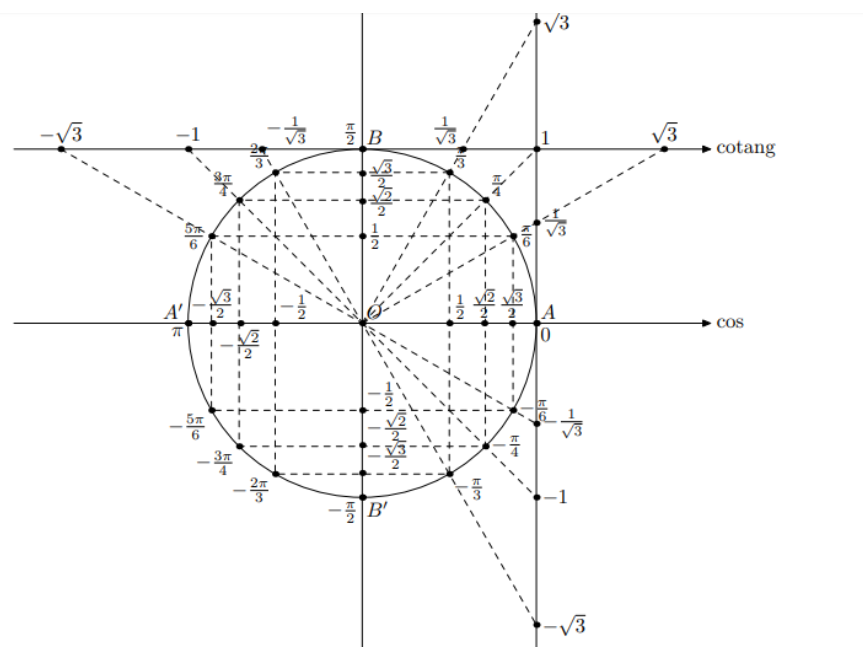 √3
−√3 −1 −1/√3 π/2 B 1/√3 1 √3 cotang
2π/3 √3/2 π/3
3π/4 √2/2 π/4
5π/6 1/2 π/6 1/√3
A′ −√3/2 −1/2 O 1/2 √2/2 √3/2 A cos
π −√2/2 0
−1/2
−5π/6 −√2/2 −π/6 −1/√3
−3π/4 −√3/2 −π/4
−2π/3 −π/3
−π/2 B′ −1
−√3